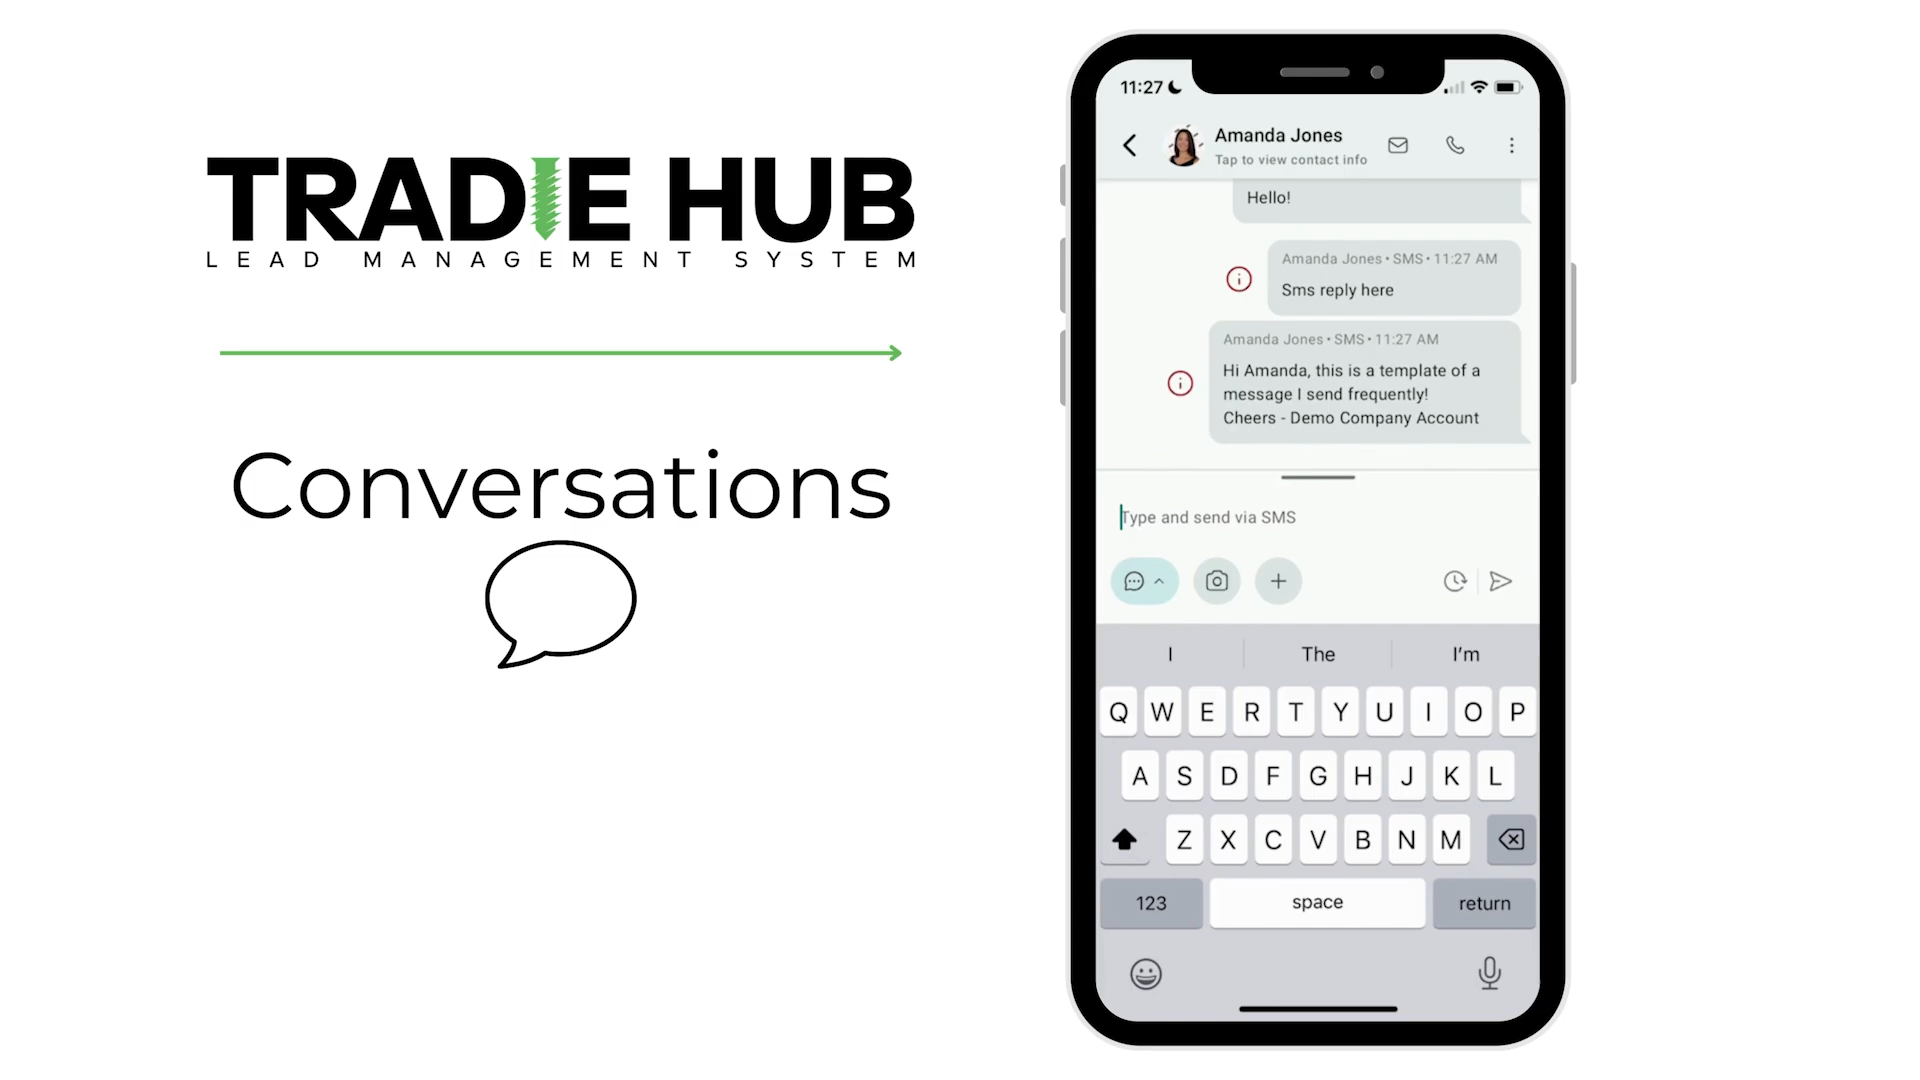 TRADIE HUB
LEAD MANAGEMENT SYSTEM
Conversations
11:27
Amanda Jones
Tap to view contact info
Hello!
Amanda Jones • SMS • 11:27 AM
Sms reply here
Amanda Jones • SMS • 11:27 AM
Hi Amanda, this is a template of a
message I send frequently!
Cheers - Demo Company Account
Type and send via SMS
I The I'm
Q W E R T Y U I O P
A S D F G H J K L
Z X C V B N M
123 space return